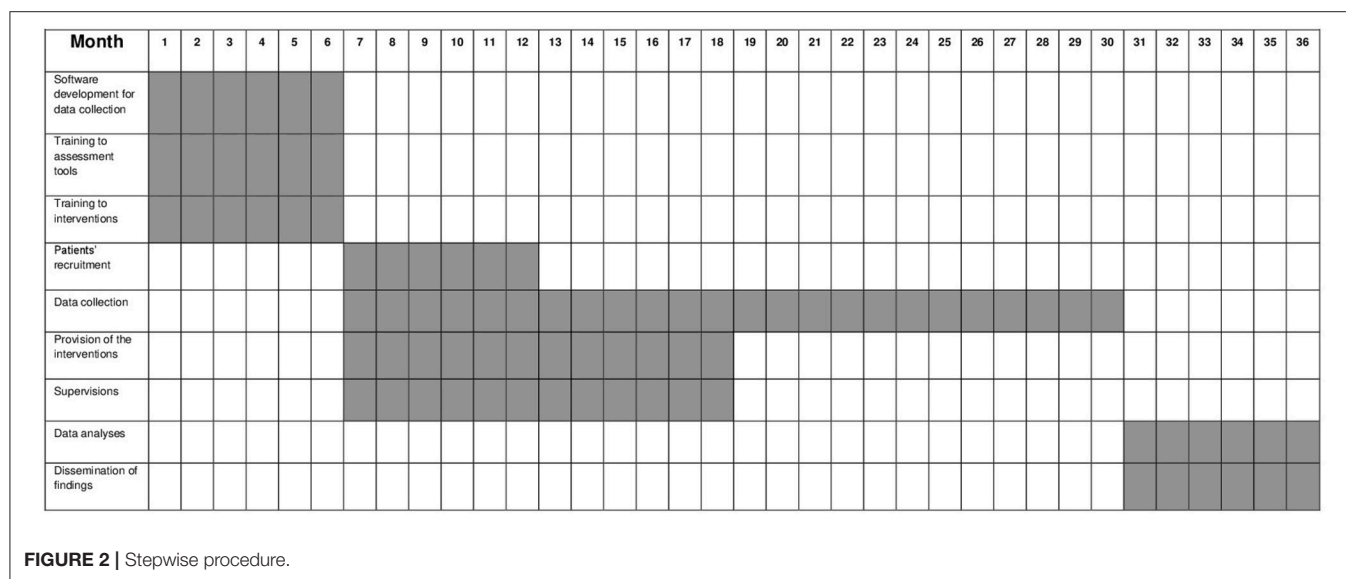 Month 1 2 3 4 5 6 7 8 9 10 11 12 13 14 15 16 17 18 19 20 21 22 23 24 25 26 27 28 29 30 31 32 33 34 35 36
Software
development for
data collection
Training to
assessment
tools
Training to
interventions
Patients'
recruitment
Data collection
Provision of the
interventions
Supervisions
Data analyses
Dissemination of
findings
FIGURE 2 | Stepwise procedure.